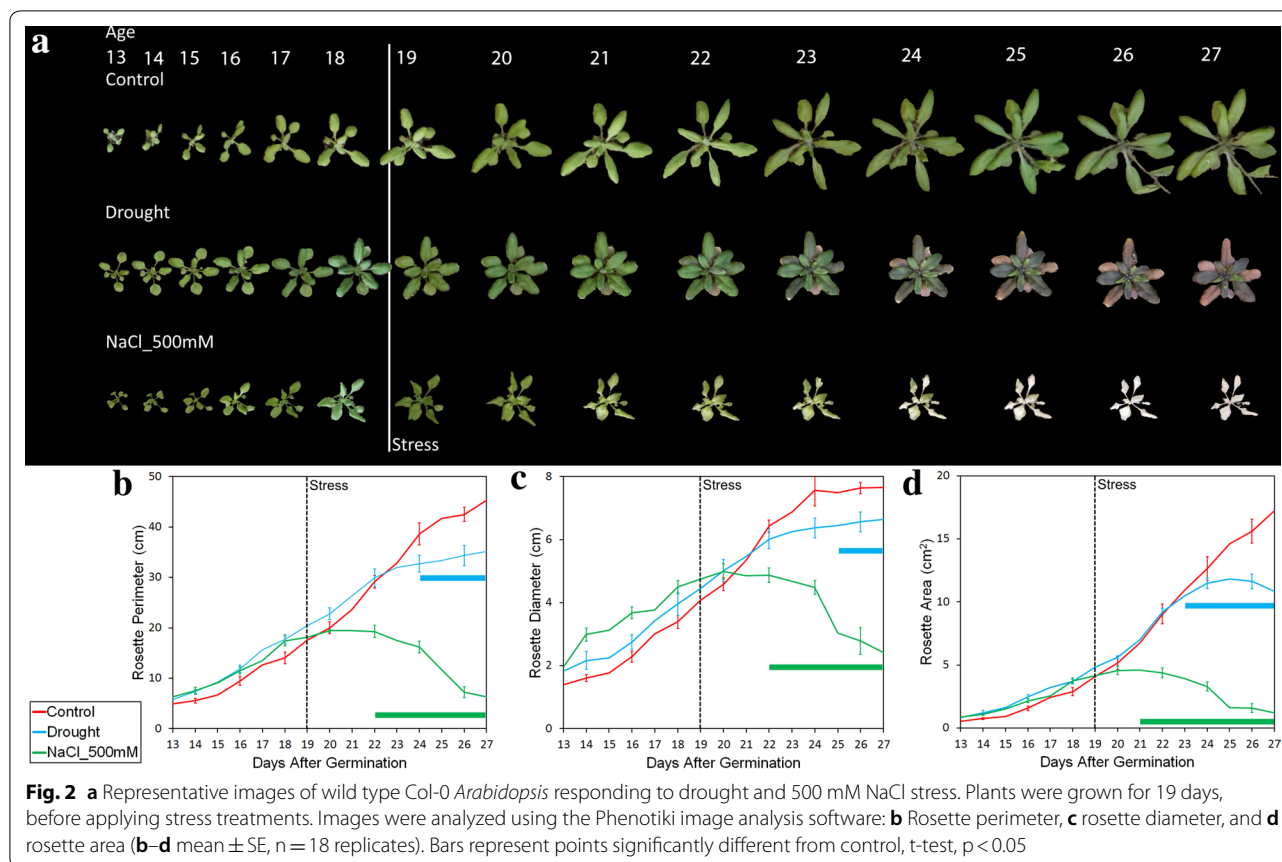 a
Age
13 14 15 16 17 18 19 20 21 22 23 24 25 26 27
Control
Drought
NaCl_500mM
Stress
b
Rosette Perimeter (cm)
50
40
30
20
10
0
Stress
13 14 15 16 17 18 19 20 21 22 23 24 25 26 27
Days After Germination
c
Rosette Diameter (cm)
8
6
4
2
0
Stress
13 14 15 16 17 18 19 20 21 22 23 24 25 26 27
Days After Germination
d
Rosette Area (cm²)
20
15
10
5
0
Stress
13 14 15 16 17 18 19 20 21 22 23 24 25 26 27
Days After Germination
Control
Drought
NaCl_500mM
Fig. 2 a Representative images of wild type Col-0 Arabidopsis responding to drought and 500 mM NaCl stress. Plants were grown for 19 days,
before applying stress treatments. Images were analyzed using the Phenotiki image analysis software: b Rosette perimeter, c rosette diameter, and d
rosette area (b–d mean ± SE, n = 18 replicates). Bars represent points significantly different from control, t-test, p < 0.05